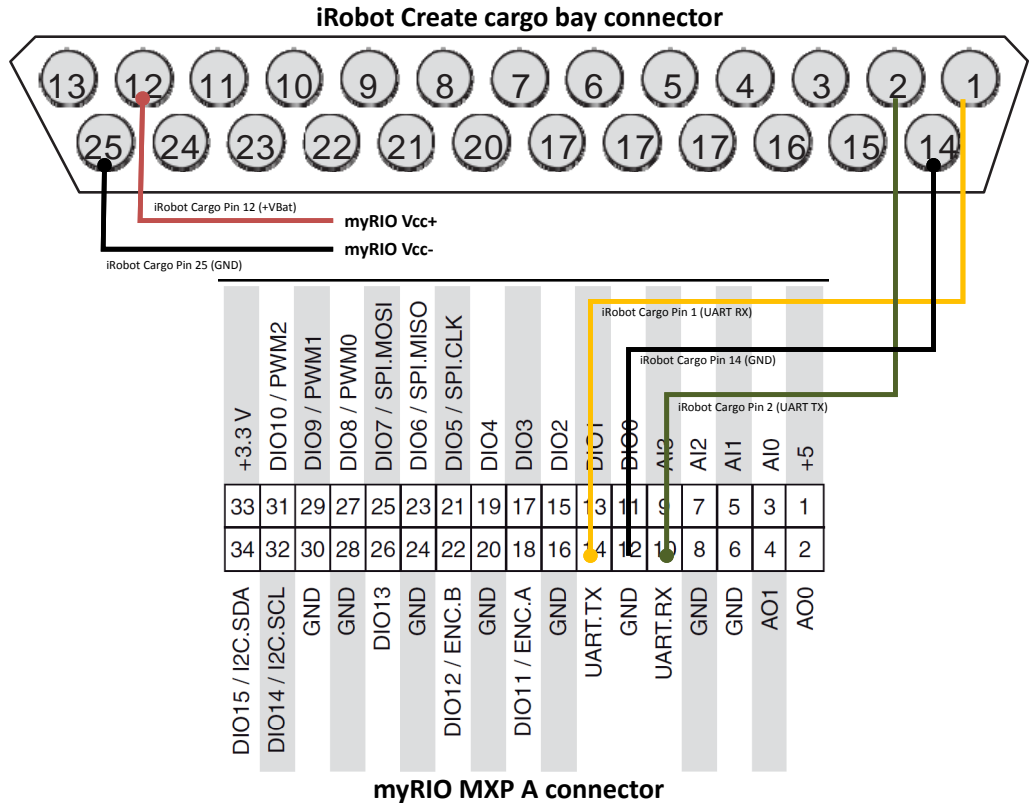 iRobot Create cargo bay connector
13 12 11 10 9 8 7 6 5 4 3 2 1
25 24 23 22 21 20 17 17 17 16 15 14
iRobot Cargo Pin 12 (+VBat)
myRIO Vcc+
myRIO Vcc-
iRobot Cargo Pin 25 (GND)
iRobot Cargo Pin 1 (UART RX)
iRobot Cargo Pin 14 (GND)
iRobot Cargo Pin 2 (UART TX)
+3.3 V
DIO10 / PWM2
DIO9 / PWM1
DIO8 / PWM0
DIO7 / SPI.MOSI
DIO6 / SPI.MISO
DIO5 / SPI.CLK
DIO4
DIO3
DIO2
DIO1
DIO0
AI3
AI2
AI1
AI0
+5
33 31 29 27 25 23 21 19 17 15 13 11 9 7 5 3 1
34 32 30 28 26 24 22 20 18 16 14 12 10 8 6 4 2
DIO15 / I2C.SDA
DIO14 / I2C.SCL
GND
GND
DIO13
GND
DIO12 / ENC.B
GND
DIO11 / ENC.A
GND
UART.TX
GND
UART.RX
GND
GND
AO1
AO0
myRIO MXP A connector